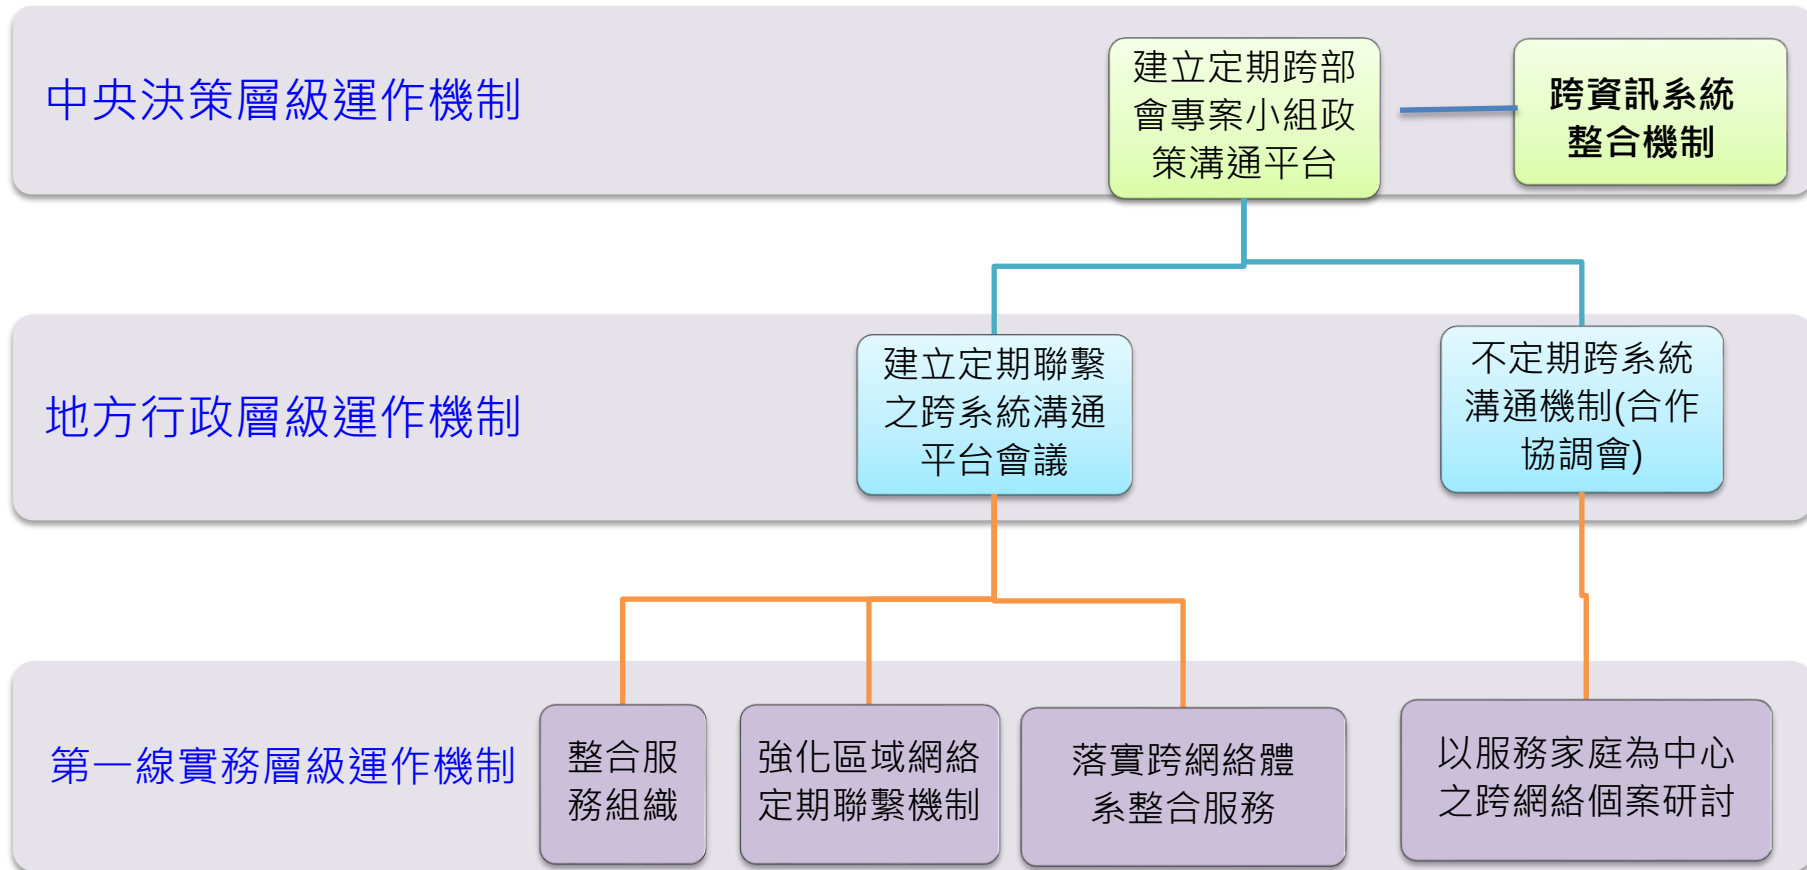 中央決策層級運作機制
建立定期跨部
會專案小組政
策溝通平台
跨資訊系統
整合機制
地方行政層級運作機制
建立定期聯繫
之跨系統溝通
平台會議
不定期跨系統
溝通機制(合作
協調會)
第一線實務層級運作機制
整合服
務組織
強化區域網絡
定期聯繫機制
落實跨網絡體
系整合服務
以服務家庭為中心
之跨網絡個案研討